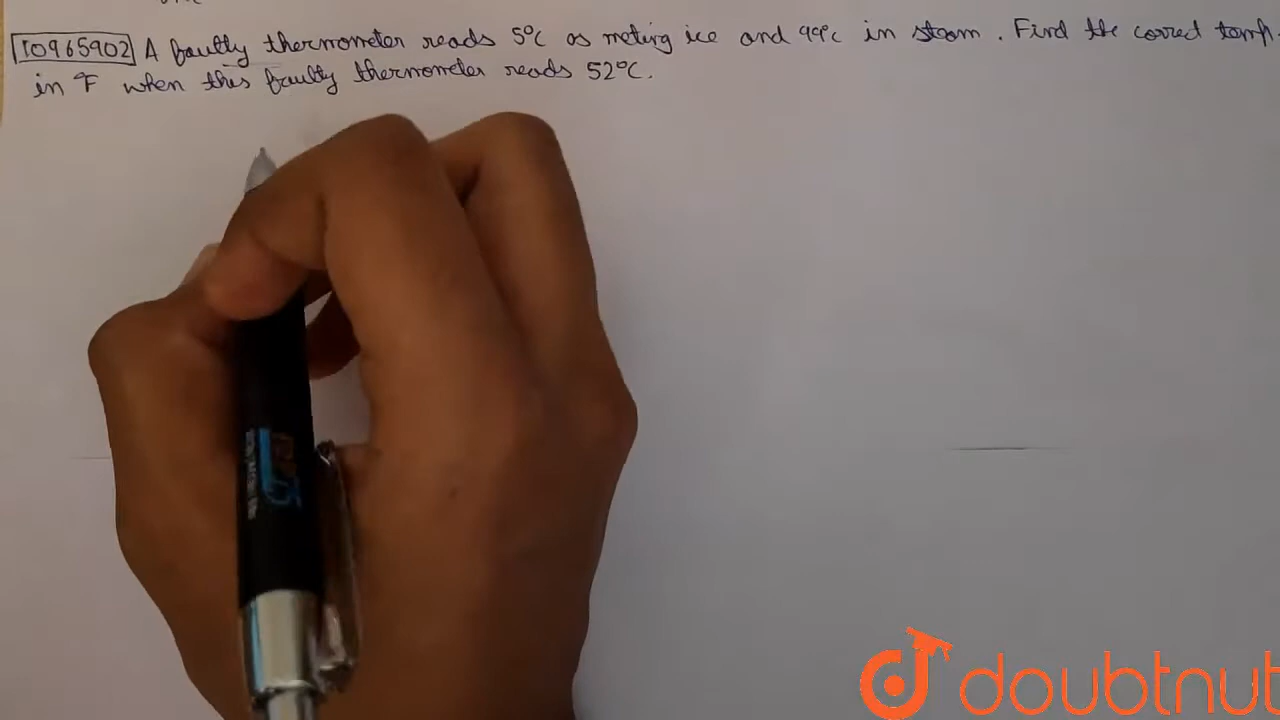 10965902 A faulty thermometer reads 5°C as melting ice and 99°C in steam. Find the correct temp.
in °F when this faulty thermometer reads 52°C.
doubtnut